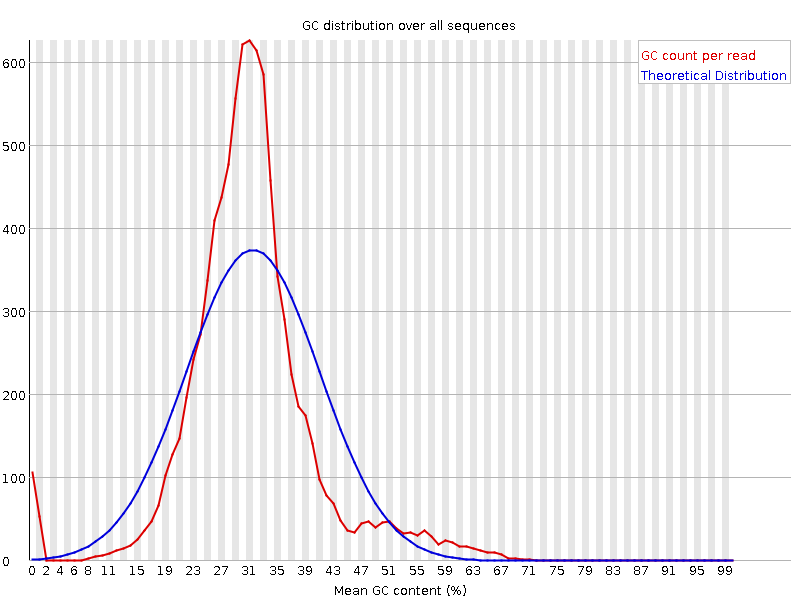 GC distribution over all sequences
GC count per read
Theoretical Distribution
600
500
400
300
200
100
0
0 2 4 6 8 11 15 19 23 27 31 35 39 43 47 51 55 59 63 67 71 75 79 83 87 91 95 99
Mean GC content (%)